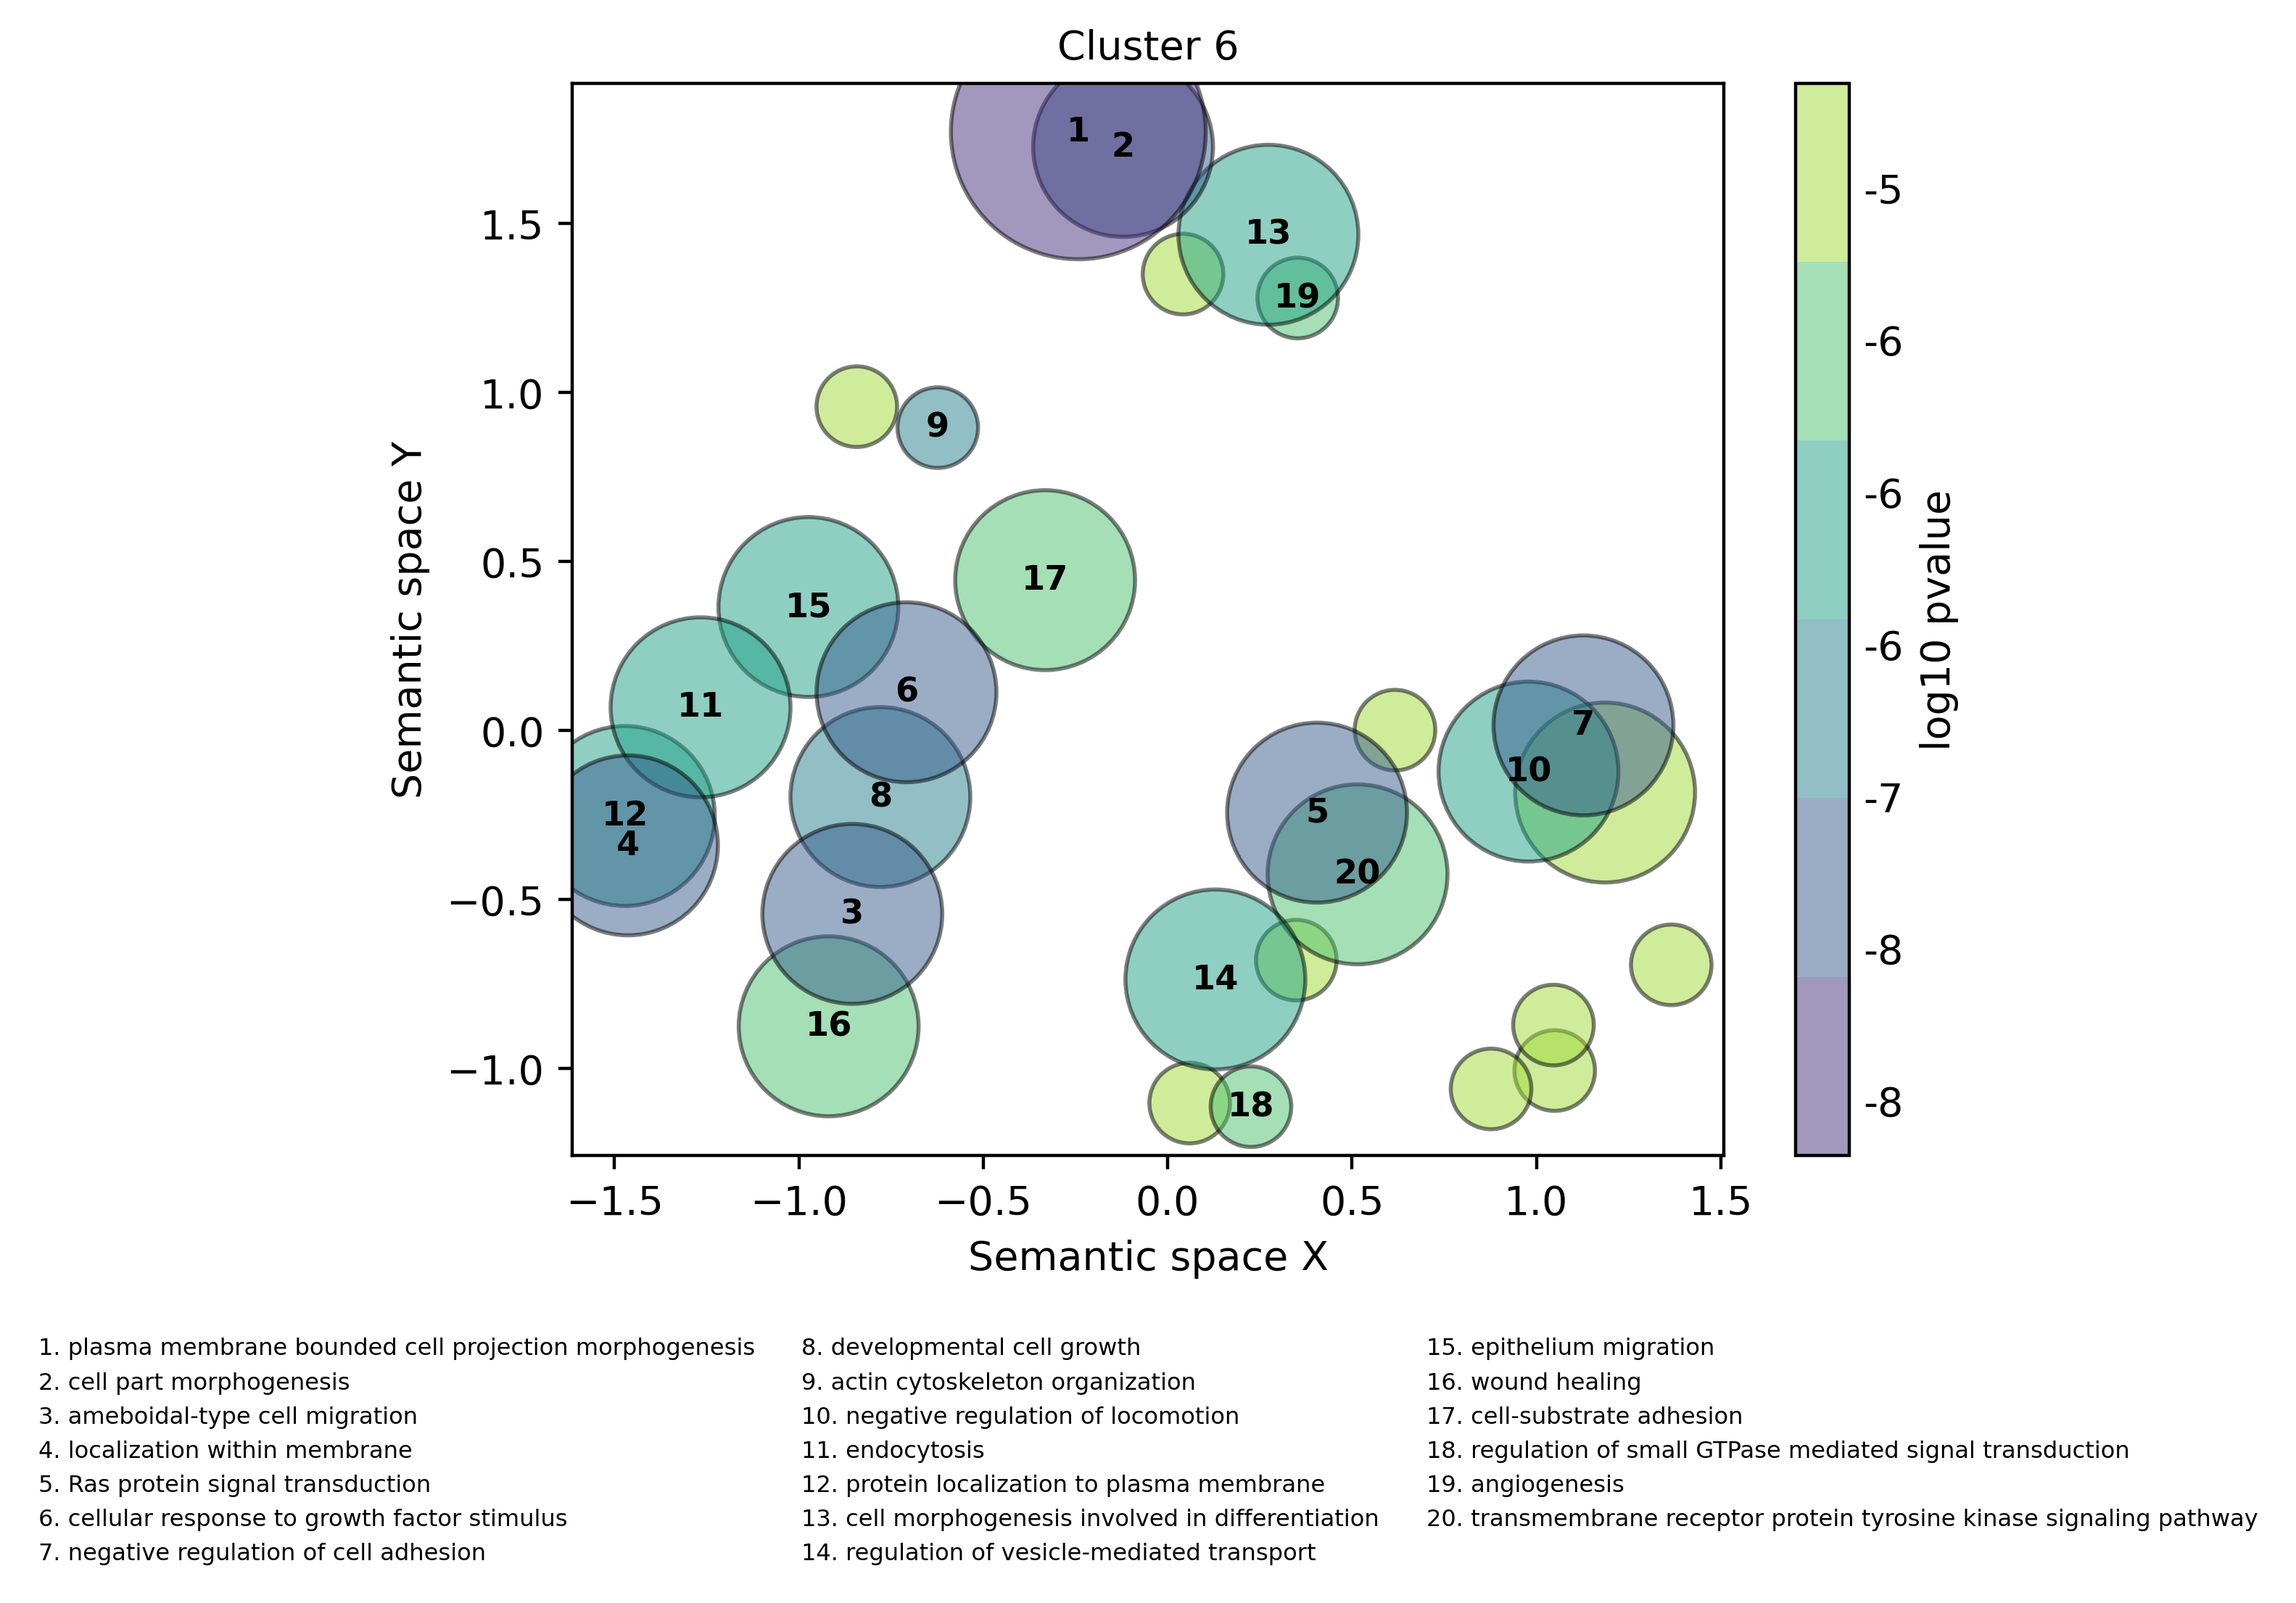 Cluster 6
1
2
13
19
9
17
15
6
11
7
8
10
12
5
4
20
3
14
16
18
1.5
1.0
0.5
0.0
−0.5
−1.0
Semantic space Y
−1.5
−1.0
−0.5
0.0
0.5
1.0
1.5
Semantic space X
-5
-6
-6
-6
-7
-8
-8
log10 pvalue
1. plasma membrane bounded cell projection morphogenesis
2. cell part morphogenesis
3. ameboidal-type cell migration
4. localization within membrane
5. Ras protein signal transduction
6. cellular response to growth factor stimulus
7. negative regulation of cell adhesion
8. developmental cell growth
9. actin cytoskeleton organization
10. negative regulation of locomotion
11. endocytosis
12. protein localization to plasma membrane
13. cell morphogenesis involved in differentiation
14. regulation of vesicle-mediated transport
15. epithelium migration
16. wound healing
17. cell-substrate adhesion
18. regulation of small GTPase mediated signal transduction
19. angiogenesis
20. transmembrane receptor protein tyrosine kinase signaling pathway